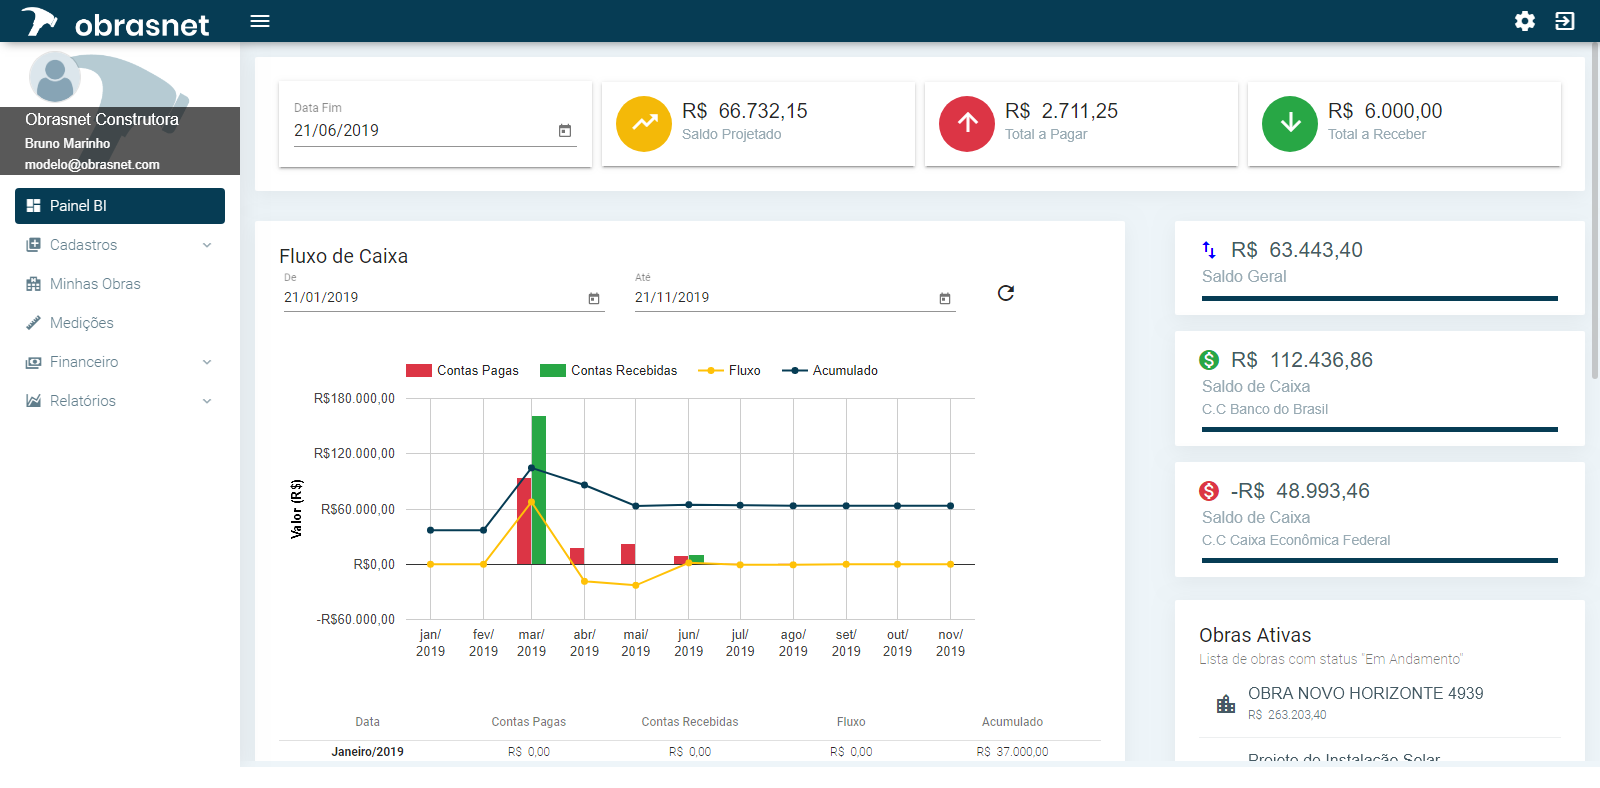 obrasnet
Obrasnet Construtora
Bruno Marinho
modelo@obrasnet.com
Painel BI
Cadastros
Minhas Obras
Medições
Financeiro
Relatórios
Data Fim
21/06/2019
R$ 66.732,15
Saldo Projetado
R$ 2.711,25
Total a Pagar
R$ 6.000,00
Total a Receber
Fluxo de Caixa
De
21/01/2019
Até
21/11/2019
Contas Pagas
Contas Recebidas
Fluxo
Acumulado
Valor (R$)
R$180.000,00
R$120.000,00
R$60.000,00
R$0,00
-R$60.000,00
jan/ 2019
fev/ 2019
mar/ 2019
abr/ 2019
mai/ 2019
jun/ 2019
jul/ 2019
ago/ 2019
set/ 2019
out/ 2019
nov/ 2019
Data Contas Pagas Contas Recebidas Fluxo Acumulado
Janeiro/2019 R$ 0,00 R$ 0,00 R$ 0,00 R$ 37.000,00
R$ 63.443,40
Saldo Geral
R$ 112.436,86
Saldo de Caixa
C.C Banco do Brasil
-R$ 48.993,46
Saldo de Caixa
C.C Caixa Econômica Federal
Obras Ativas
Lista de obras com status "Em Andamento"
OBRA NOVO HORIZONTE 4939
R$ 263.203,40
Projeto de Instalação Solar